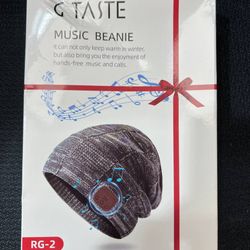 G TASTE
MUSIC BEANIE
It can not only keep warm in winter,
but also bring you the enjoyment of
hands-free music and calls.
RG-2